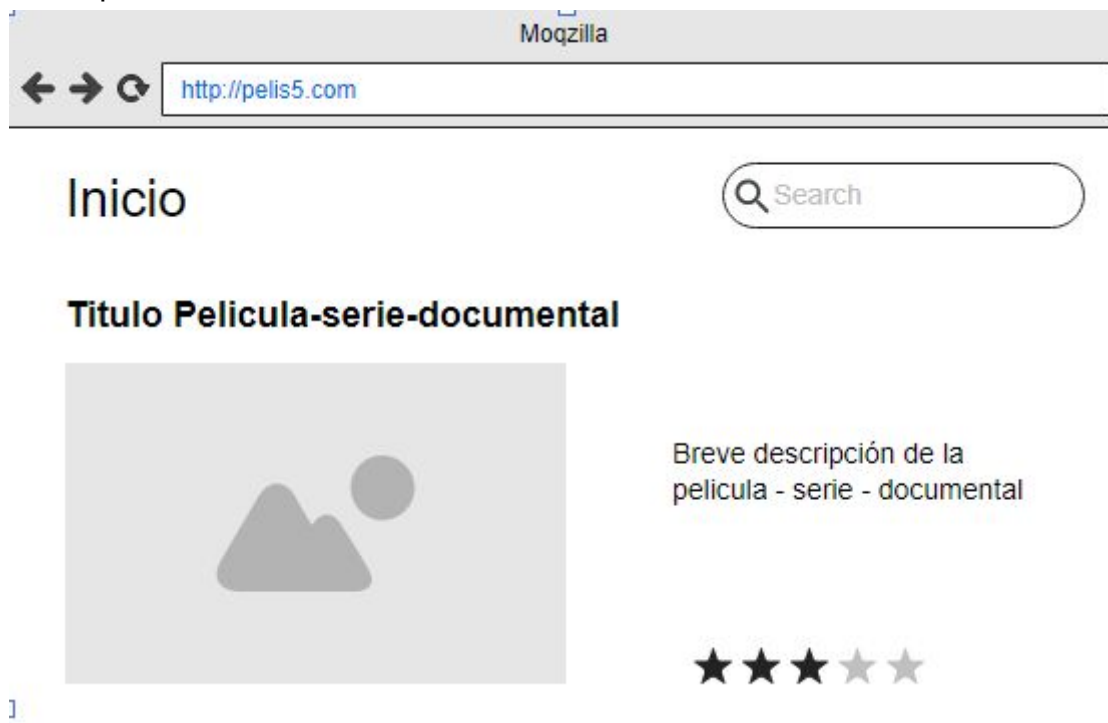 Moqzilla
http://pelis5.com
Inicio
Search
Titulo Pelicula-serie-documental
Breve descripción de la
pelicula - serie - documental